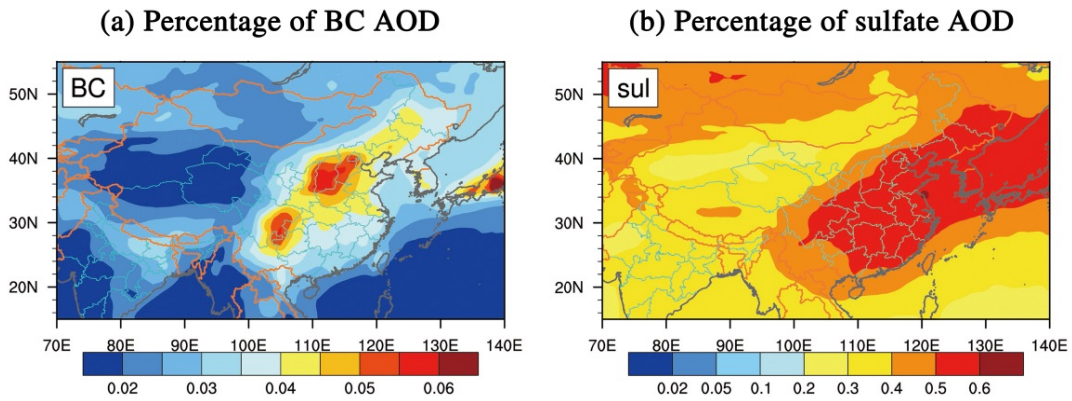 (a) Percentage of BC AOD
(b) Percentage of sulfate AOD
BC
50N
40N
30N
20N
70E 80E 90E 100E 110E 120E 130E 140E
0.02 0.03 0.04 0.05 0.06
sul
50N
40N
30N
20N
70E 80E 90E 100E 110E 120E 130E 140E
0.02 0.05 0.1 0.2 0.3 0.4 0.5 0.6